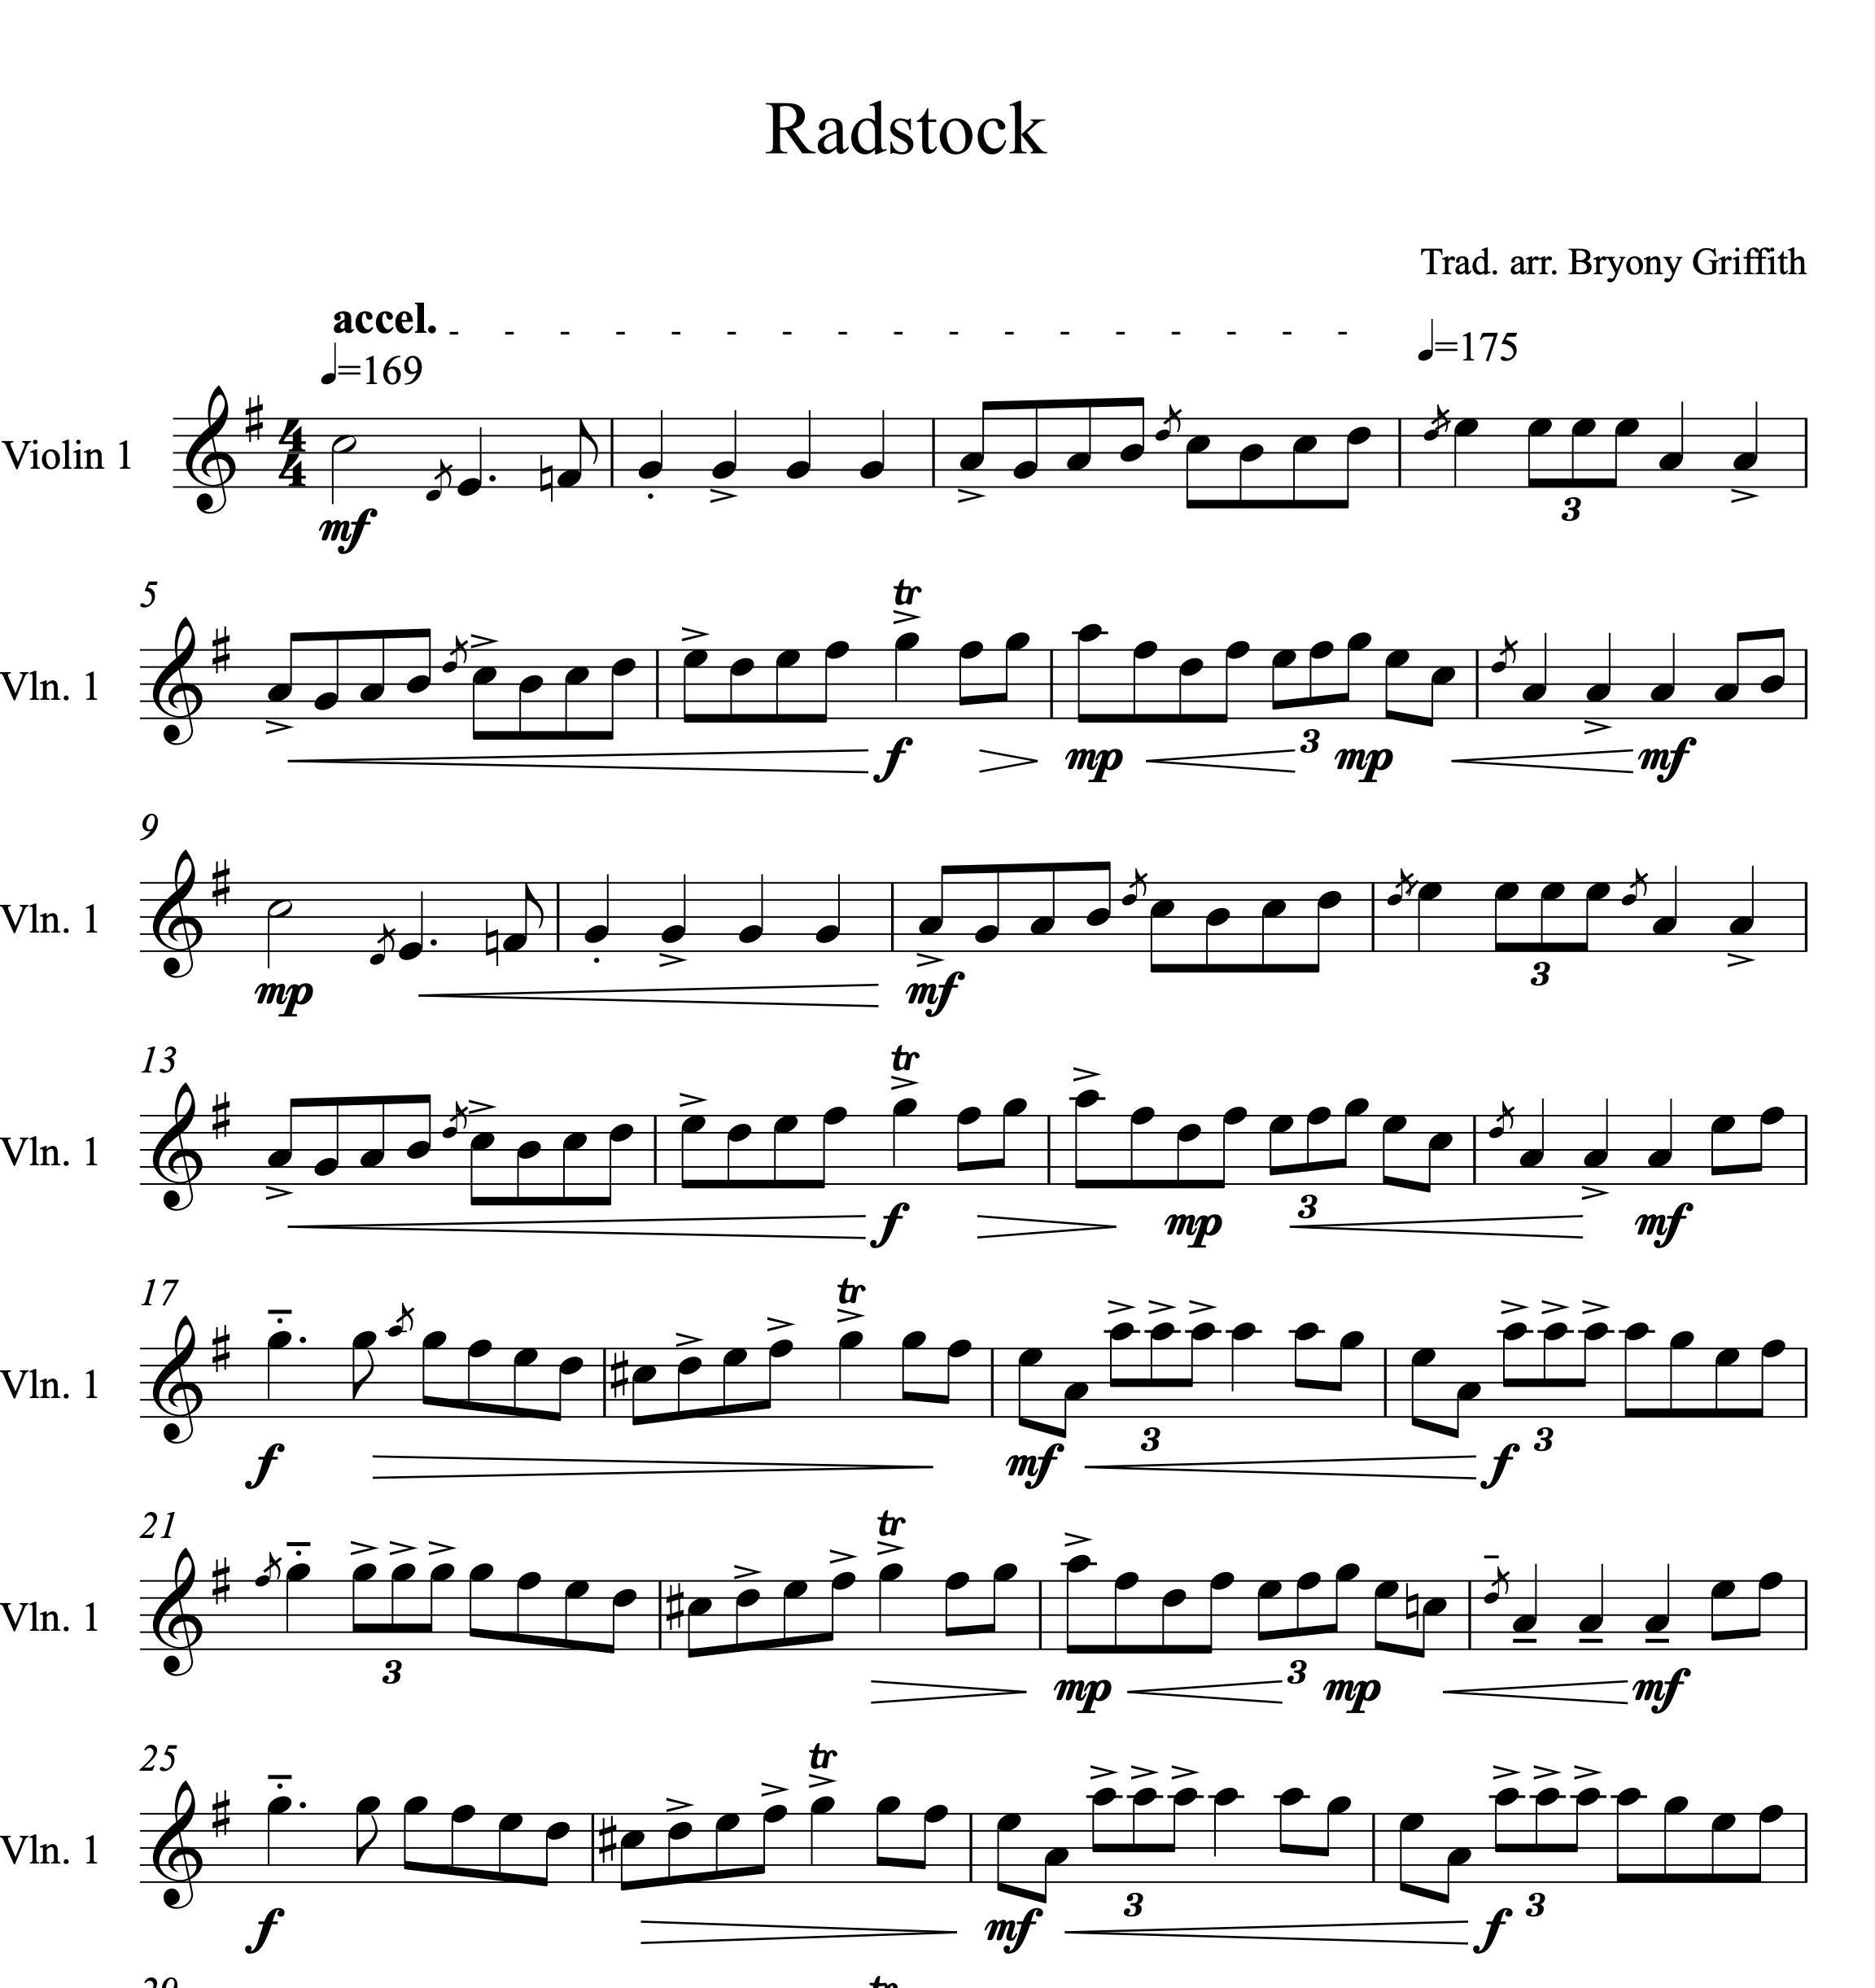 Radstock
Trad. arr. Bryony Griffith
accel.
=169
=175
Violin 1
4
4
mf
3
5
tr
Vln. 1
f
mp
3
mp
mf
9
Vln. 1
mp
mf
3
13
tr
Vln. 1
f
mp
3
mf
17
tr
Vln. 1
f
mf
3
f
3
21
tr
Vln. 1
3
mp
3
mp
mf
25
tr
Vln. 1
f
mf
3
f
3